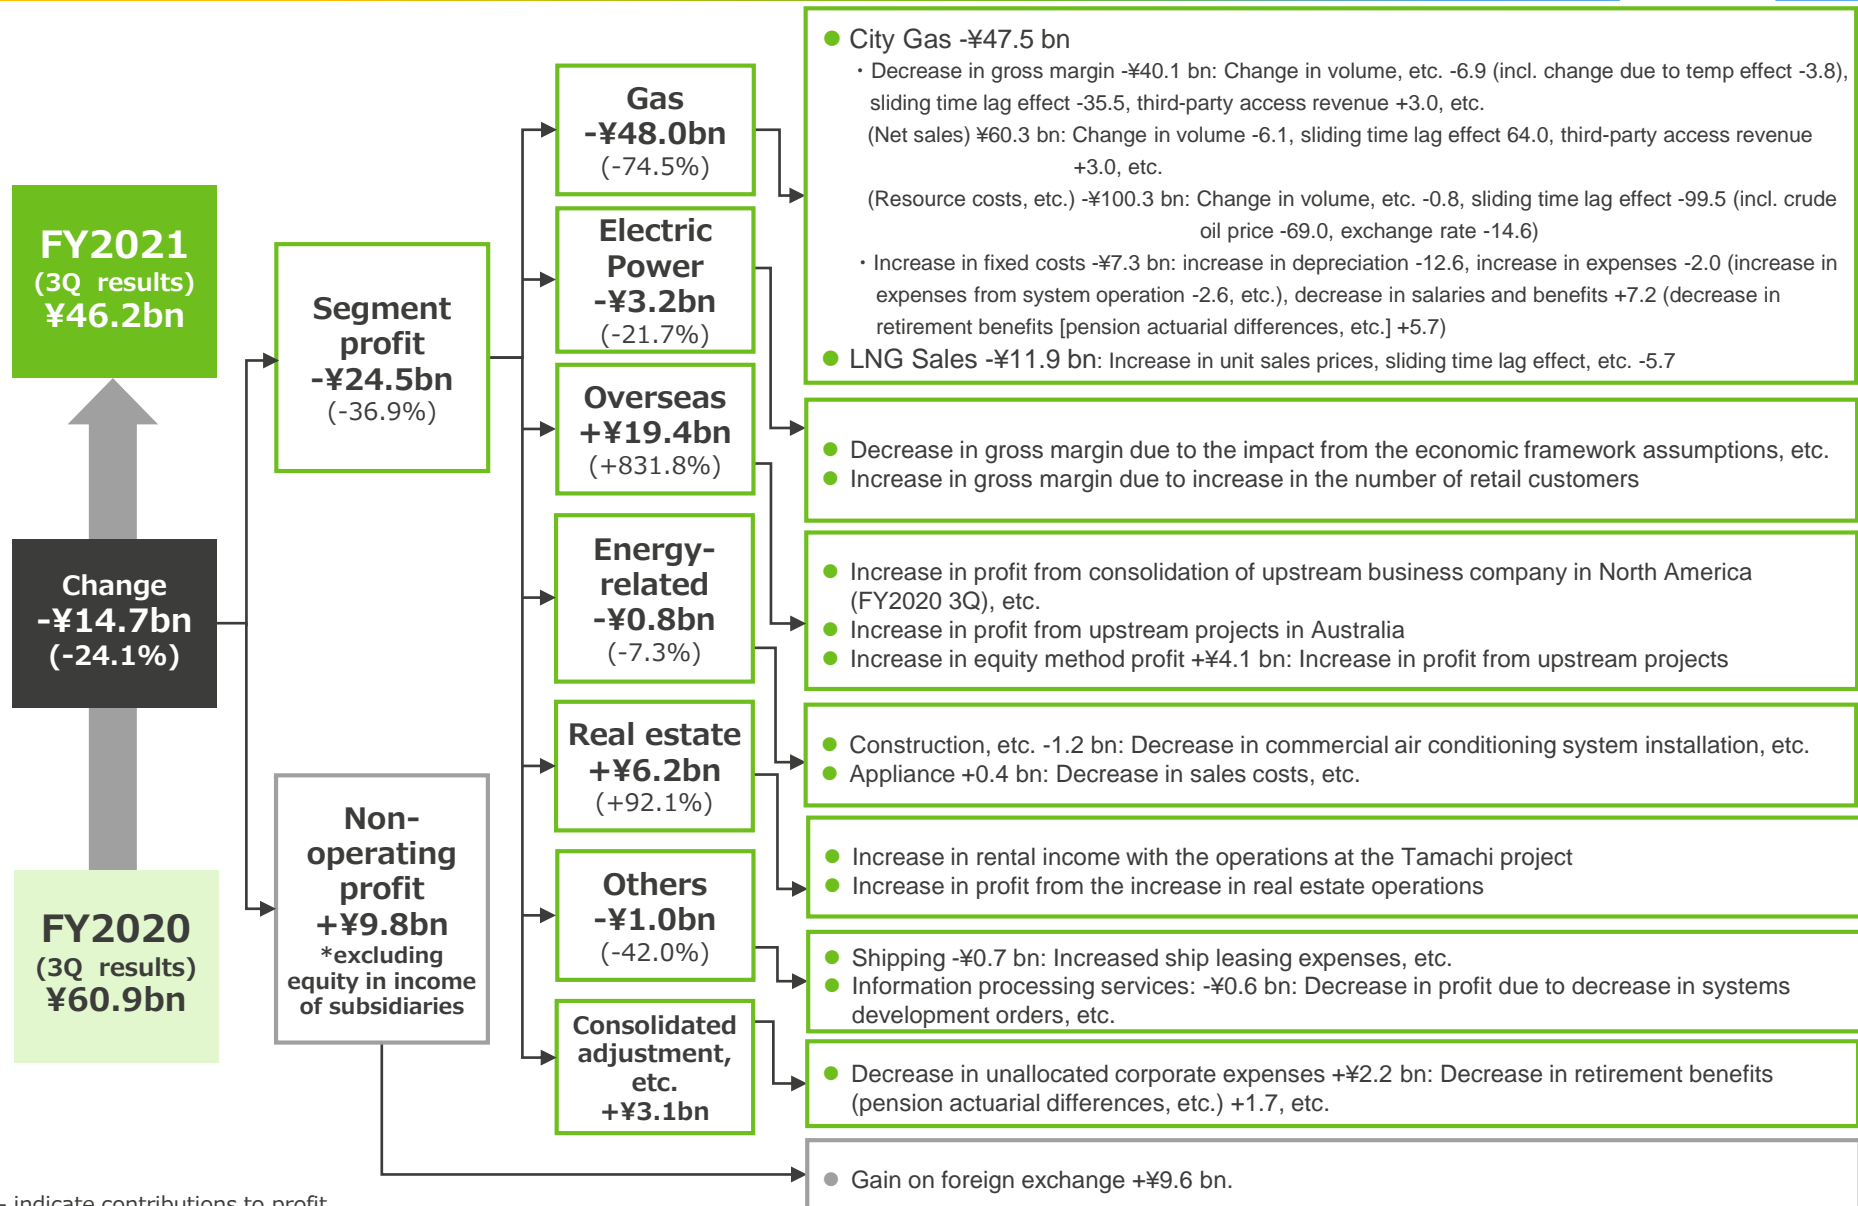 FY2021
(3Q results)
¥46.2bn
Change
-¥14.7bn
(-24.1%)
FY2020
(3Q results)
¥60.9bn
Segment
profit
-¥24.5bn
(-36.9%)
Non-
operating
profit
+¥9.8bn
*excluding
equity in income
of subsidiaries
Gas
-¥48.0bn
(-74.5%)
Electric
Power
-¥3.2bn
(-21.7%)
Overseas
+¥19.4bn
(+831.8%)
Energy-
related
-¥0.8bn
(-7.3%)
Real estate
+¥6.2bn
(+92.1%)
Others
-¥1.0bn
(-42.0%)
Consolidated
adjustment,
etc.
+¥3.1bn
● City Gas -¥47.5 bn
・Decrease in gross margin -¥40.1 bn: Change in volume, etc. -6.9 (incl. change due to temp effect -3.8),
sliding time lag effect -35.5, third-party access revenue +3.0, etc.
(Net sales) ¥60.3 bn: Change in volume -6.1, sliding time lag effect 64.0, third-party access revenue
+3.0, etc.
(Resource costs, etc.) -¥100.3 bn: Change in volume, etc. -0.8, sliding time lag effect -99.5 (incl. crude
oil price -69.0, exchange rate -14.6)
・Increase in fixed costs -¥7.3 bn: increase in depreciation -12.6, increase in expenses -2.0 (increase in
expenses from system operation -2.6, etc.), decrease in salaries and benefits +7.2 (decrease in
retirement benefits [pension actuarial differences, etc.] +5.7)
● LNG Sales -¥11.9 bn: Increase in unit sales prices, sliding time lag effect, etc. -5.7
● Decrease in gross margin due to the impact from the economic framework assumptions, etc.
● Increase in gross margin due to increase in the number of retail customers
● Increase in profit from consolidation of upstream business company in North America
(FY2020 3Q), etc.
● Increase in profit from upstream projects in Australia
● Increase in equity method profit +¥4.1 bn: Increase in profit from upstream projects
● Construction, etc. -1.2 bn: Decrease in commercial air conditioning system installation, etc.
● Appliance +0.4 bn: Decrease in sales costs, etc.
● Increase in rental income with the operations at the Tamachi project
● Increase in profit from the increase in real estate operations
● Shipping -¥0.7 bn: Increased ship leasing expenses, etc.
● Information processing services: -¥0.6 bn: Decrease in profit due to decrease in systems
development orders, etc.
● Decrease in unallocated corporate expenses +¥2.2 bn: Decrease in retirement benefits
(pension actuarial differences, etc.) +1.7, etc.
● Gain on foreign exchange +¥9.6 bn.
indicate contributions to profit